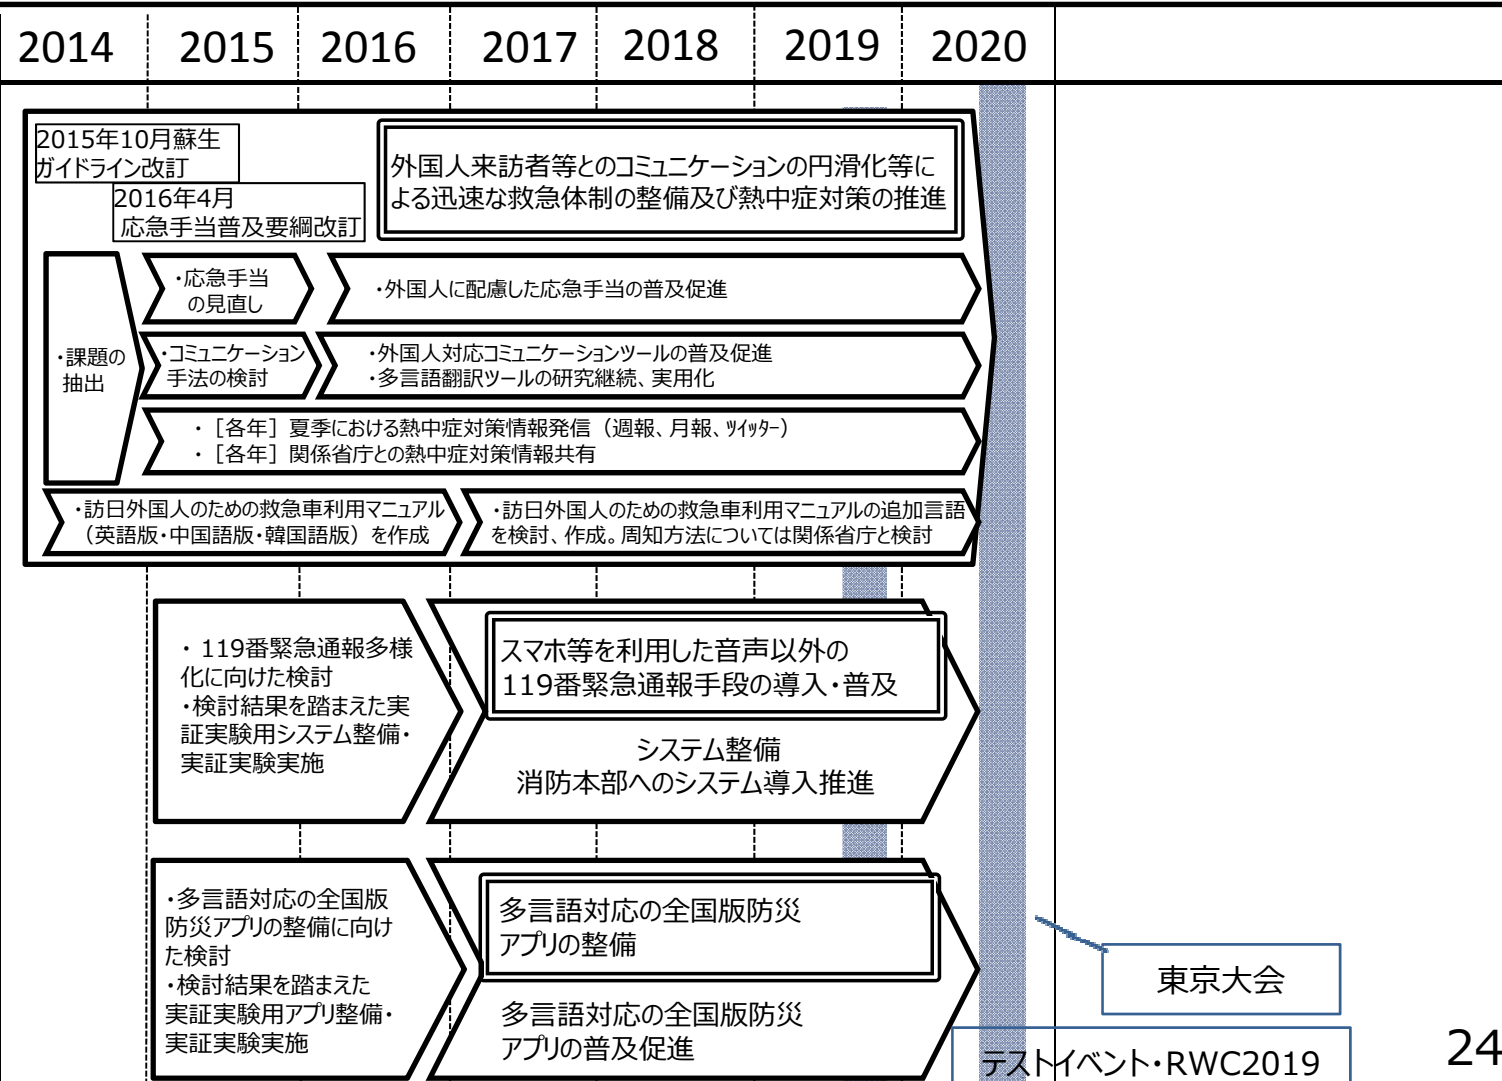 2014 2015 2016 2017 2018 2019 2020
2015年10月蘇生
ガイドライン改訂
2016年4月
応急手当普及要綱改訂
外国人来訪者等とのコミュニケーションの円滑化等に
よる迅速な救急体制の整備及び熱中症対策の推進
・課題の
抽出
・応急手当
の見直し
・外国人に配慮した応急手当の普及促進
・コミュニケーション
手法の検討
・外国人対応コミュニケーションツールの普及促進
・多言語翻訳ツールの研究継続、実用化
・［各年］夏季における熱中症対策情報発信（週報、月報、ﾂｲｯﾀｰ）
・［各年］関係省庁との熱中症対策情報共有
・訪日外国人のための救急車利用マニュアル
（英語版・中国語版・韓国語版）を作成
・訪日外国人のための救急車利用マニュアルの追加言語
を検討、作成。周知方法については関係省庁と検討
・ 119番緊急通報多様
化に向けた検討
・検討結果を踏まえた実
証実験用システム整備・
実証実験実施
スマホ等を利用した音声以外の
119番緊急通報手段の導入・普及
システム整備
消防本部へのシステム導入推進
・多言語対応の全国版
防災アプリの整備に向け
た検討
・検討結果を踏まえた
実証実験用アプリ整備・
実証実験実施
多言語対応の全国版防災
アプリの整備
多言語対応の全国版防災
アプリの普及促進
東京大会
テストイベント・RWC2019
24